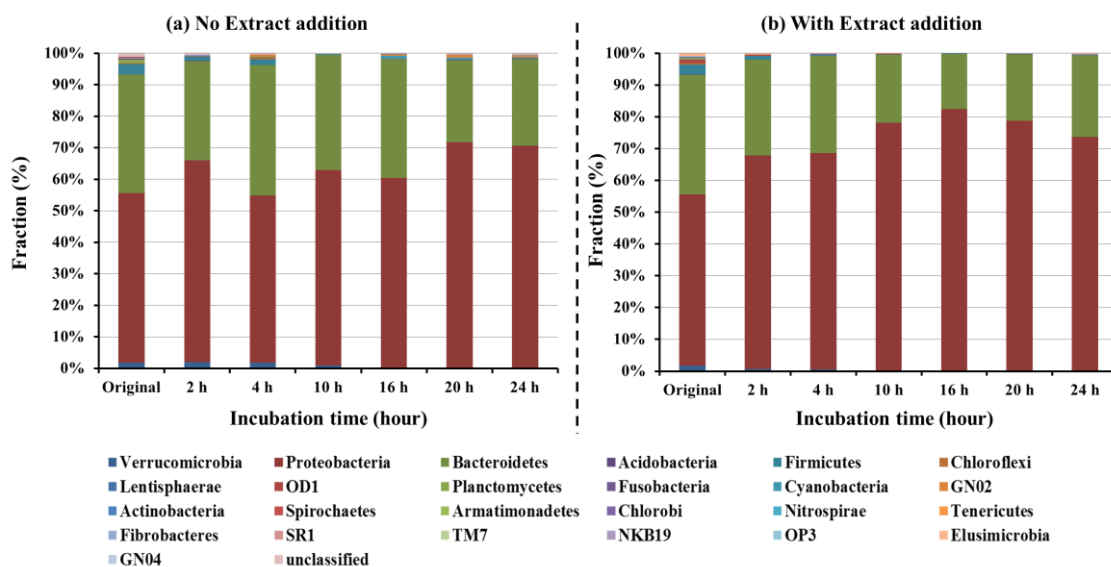 (a) No Extract addition
(b) With Extract addition
Fraction (%)
100%
90%
80%
70%
60%
50%
40%
30%
20%
10%
0%
Original 2 h 4 h 10 h 16 h 20 h 24 h
Incubation time (hour)
Fraction (%)
100%
90%
80%
70%
60%
50%
40%
30%
20%
10%
0%
Original 2 h 4 h 10 h 16 h 20 h 24 h
Incubation time (hour)
Verrucomicrobia Proteobacteria Bacteroidetes Acidobacteria Firmicutes Chloroflexi
Lentisphaerae OD1 Planctomycetes Fusobacteria Cyanobacteria GN02
Actinobacteria Spirochaetes Armatimonadetes Chlorobi Nitrospirae Tenericutes
Fibrobacteres SR1 TM7 NKB19 OP3 Elusimicrobia
GN04 unclassified